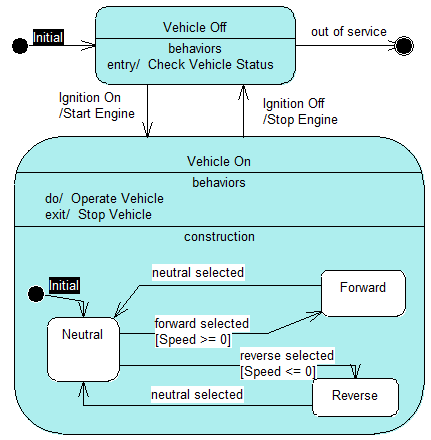 Initial
Vehicle Off
behaviors
entry/ Check Vehicle Status
out of service
Ignition On
/Start Engine
Ignition Off
/Stop Engine
Vehicle On
behaviors
do/ Operate Vehicle
exit/ Stop Vehicle
construction
Initial
neutral selected
Forward
Neutral
forward selected
[Speed >= 0]
reverse selected
[Speed <= 0]
neutral selected
Reverse